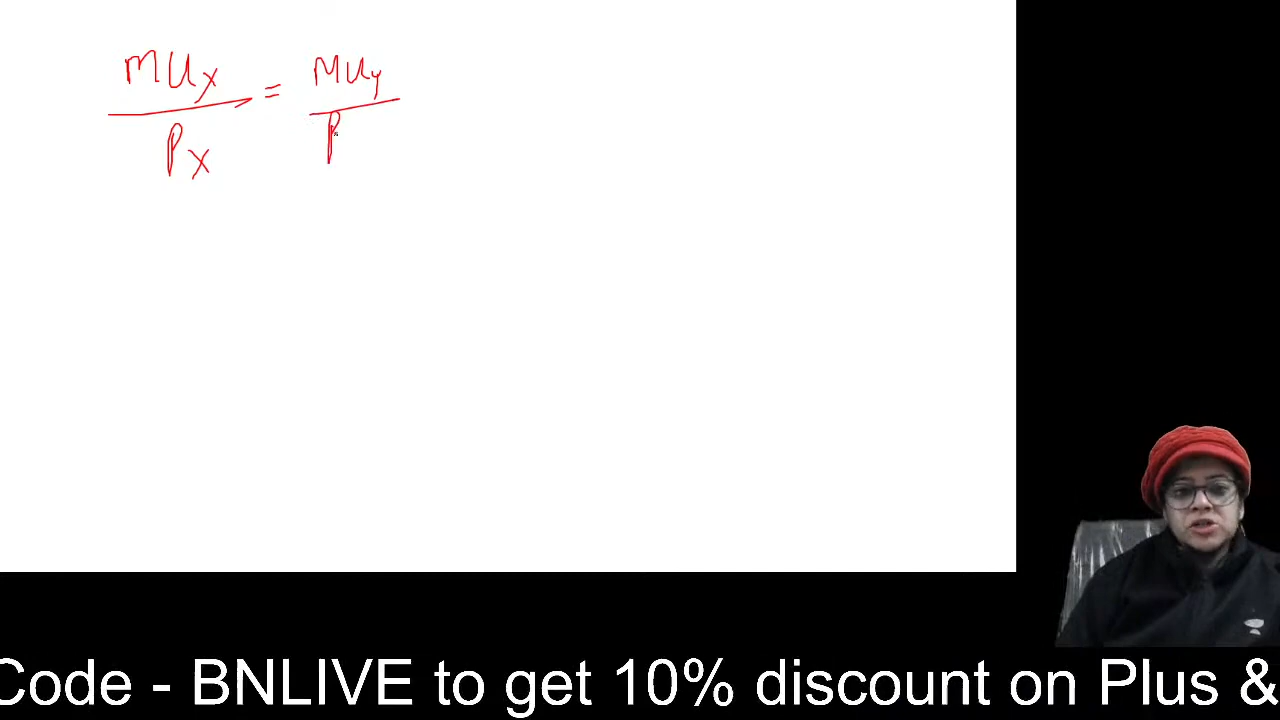 MUx = MUy
Px P
Code - BNLIVE to get 10% discount on Plus &